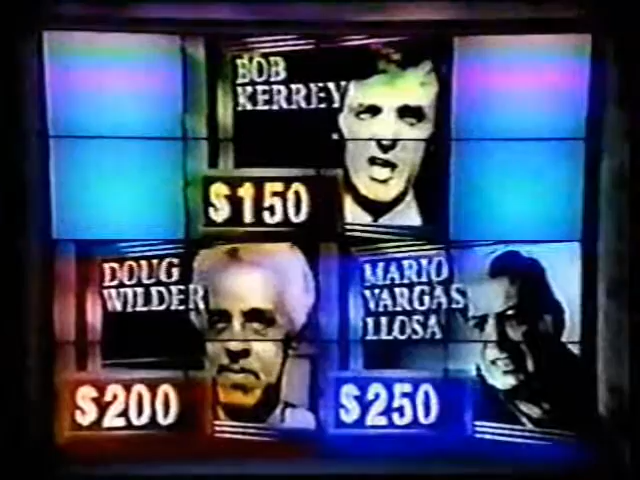 BOB
KERREY
$150
DOUG
WILDER
$200
MARIO
VARGAS
LLOSA
$250